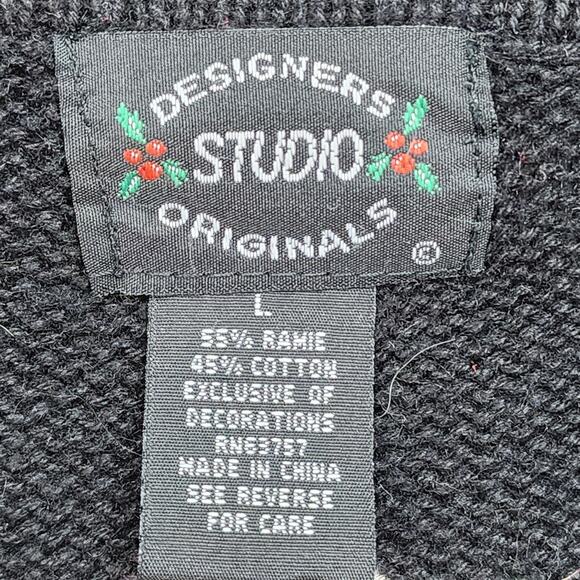 DESIGNERS
STUDIO
ORIGINALS
®
L
55% RAMIE
45% COTTON
EXCLUSIVE OF
DECORATIONS
RN63757
MADE IN CHINA
SEE REVERSE
FOR CARE